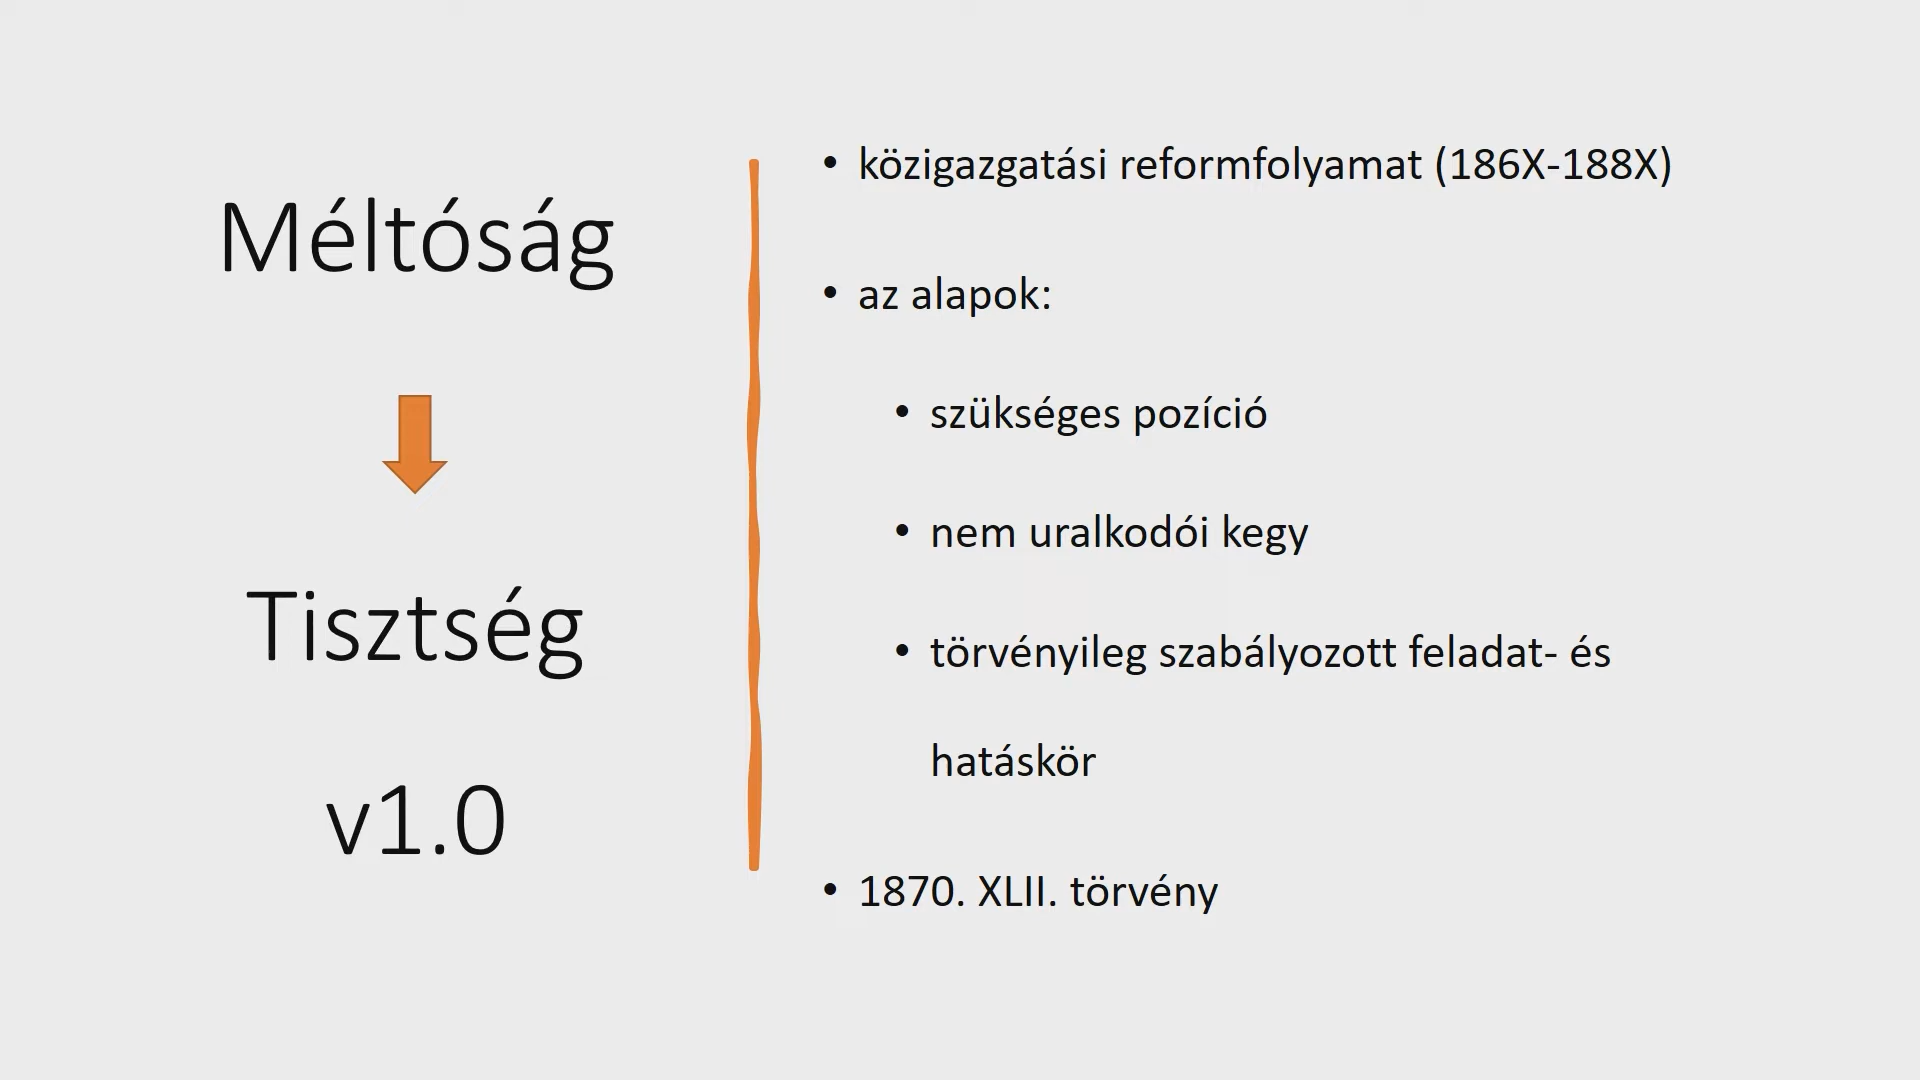 Méltóság
Tisztség
v1.0
• közigazgatási reformfolyamat (186X-188X)
• az alapok:
• szükséges pozíció
• nem uralkodói kegy
• törvényileg szabályozott feladat- és
hatáskör
• 1870. XLII. törvény